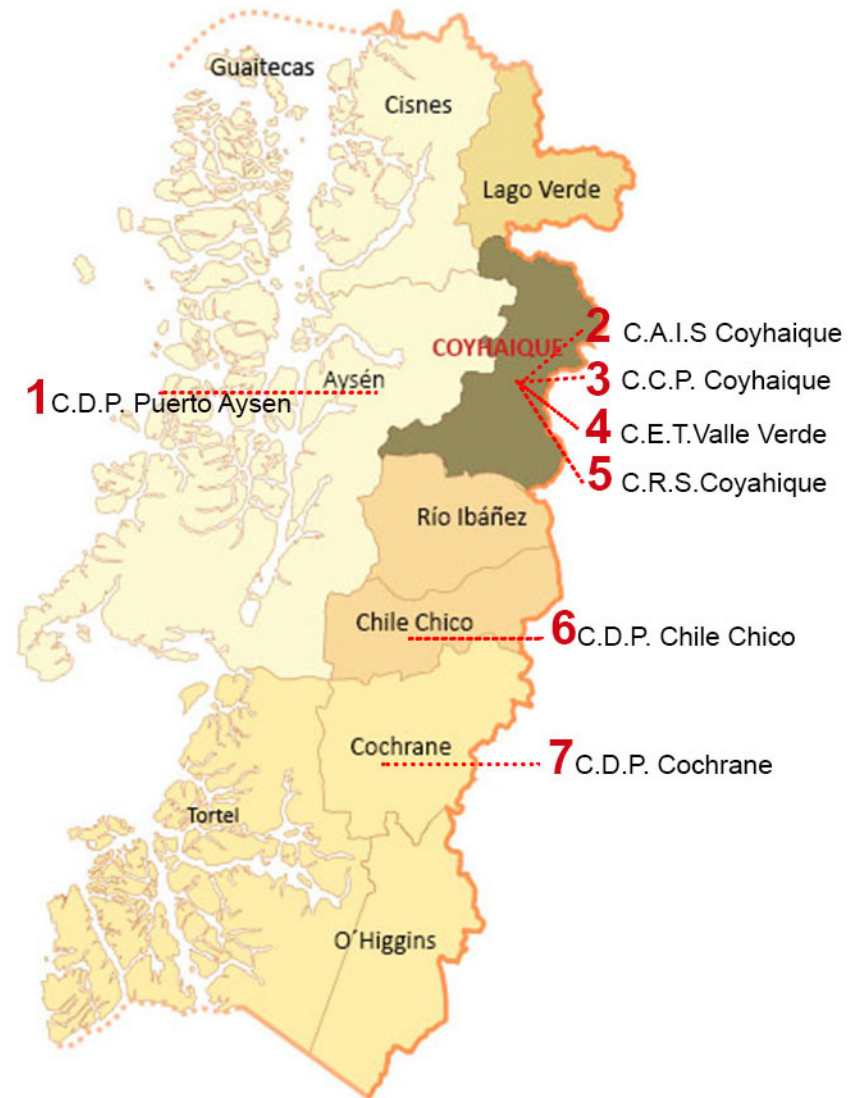 Guaitecas
Cisnes
Lago Verde
2 C.A.I.S Coyhaique
COYHAIQUE
3 C.C.P. Coyhaique
Aysén
1 C.D.P. Puerto Aysen
4 C.E.T.Valle Verde
5 C.R.S.Coyahique
Río Ibáñez
Chile Chico
6 C.D.P. Chile Chico
Cochrane
7 C.D.P. Cochrane
Tortel
O´Higgins